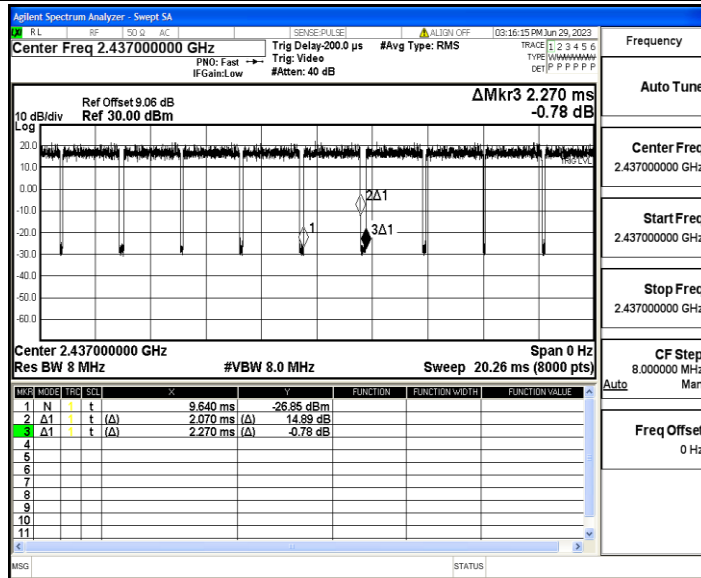 Agilent Spectrum Analyzer - Swept SA
RL RF 50 Ω AC SENSE:PULSE ALIGN OFF 03:16:15 PM Jun 29, 2023
Center Freq 2.437000000 GHz
PNO: Fast
IFGain:Low
Trig Delay-200.0 µs
Trig: Video
#Atten: 40 dB
#Avg Type: RMS
TRACE 1 2 3 4 5 6
TYPE WWWWWW
DET P P P P P P
ΔMkr3 2.270 ms
-0.78 dB
Ref Offset 9.06 dB
10 dB/div Ref 30.00 dBm
Log
20.0
10.0
0.00
-10.0
-20.0
-30.0
-40.0
-50.0
-60.0
TRIG LVL
2Δ1
1
3Δ1
Center 2.437000000 GHz Span 0 Hz
Res BW 8 MHz #VBW 8.0 MHz Sweep 20.26 ms (8000 pts)
MKR MODE TRC SCL X Y FUNCTION FUNCTION WIDTH FUNCTION VALUE
1 N 1 t 9.640 ms -26.85 dBm
2 Δ1 1 t (Δ) 2.070 ms (Δ) 14.89 dB
3 Δ1 1 t (Δ) 2.270 ms (Δ) -0.78 dB
4
5
6
7
8
9
10
11
MSG STATUS
Frequency
Auto Tune
Center Freq
2.437000000 GHz
Start Freq
2.437000000 GHz
Stop Freq
2.437000000 GHz
CF Step
8.000000 MHz
Auto Man
Freq Offset
0 Hz